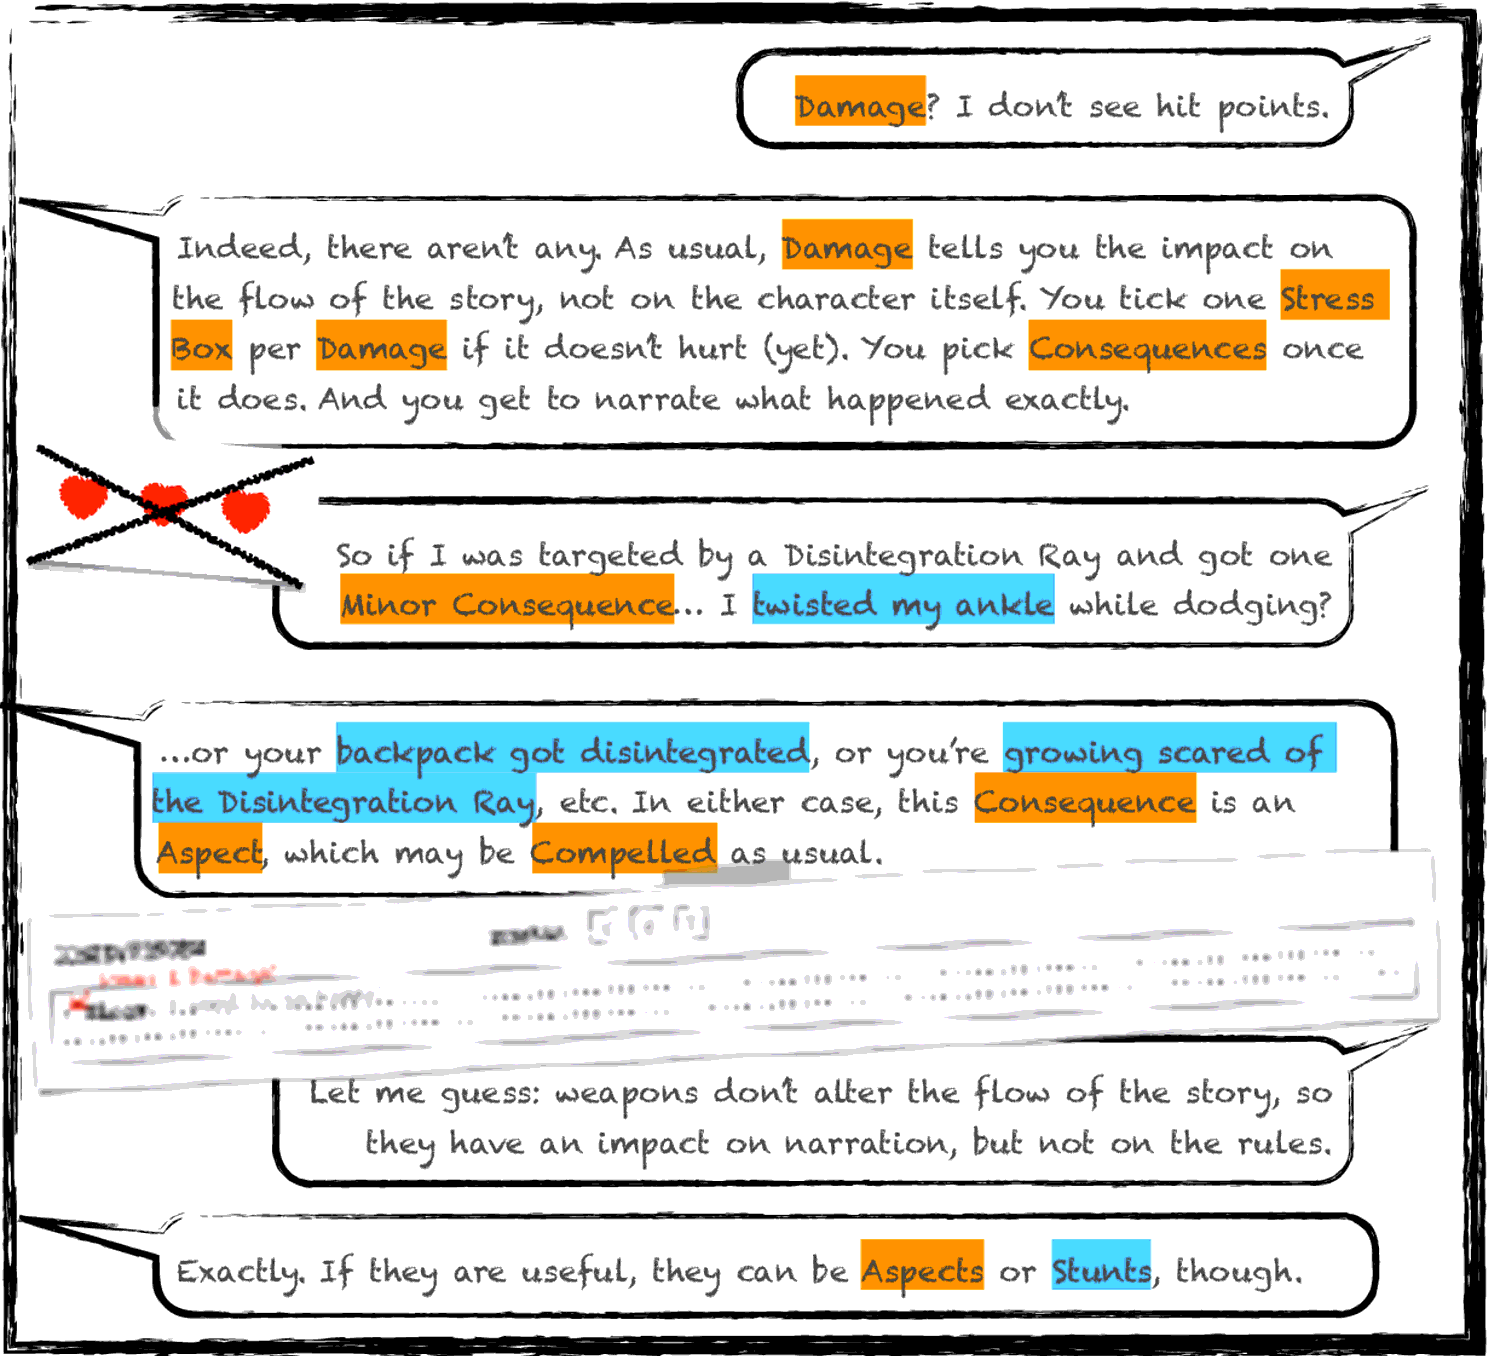 Damage? I don't see hit points.
Indeed, there aren't any. As usual, Damage tells you the impact on
the flow of the story, not on the character itself. You tick one Stress
Box per Damage if it doesn't hurt (yet). You pick Consequences once
it does. And you get to narrate what happened exactly.
So if I was targeted by a Disintegration Ray and got one
Minor Consequence... I twisted my ankle while dodging?
...or your backpack got disintegrated, or you're growing scared of
the Disintegration Ray, etc. In either case, this Consequence is an
Aspect, which may be Compelled as usual.
Let me guess: weapons don't alter the flow of the story, so
they have an impact on narration, but not on the rules.
Exactly. If they are useful, they can be Aspects or Stunts, though.